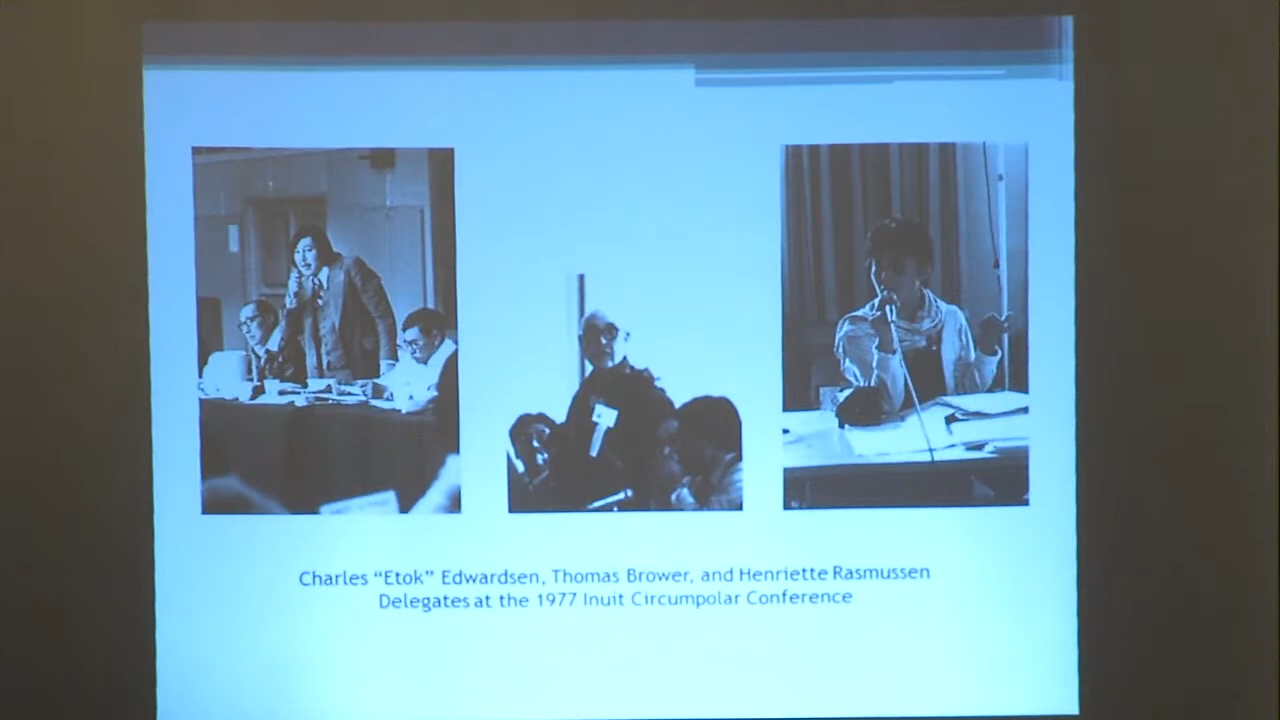 Charles “Etok” Edwardsen, Thomas Brower, and Henriette Rasmussen
Delegates at the 1977 Inuit Circumpolar Conference